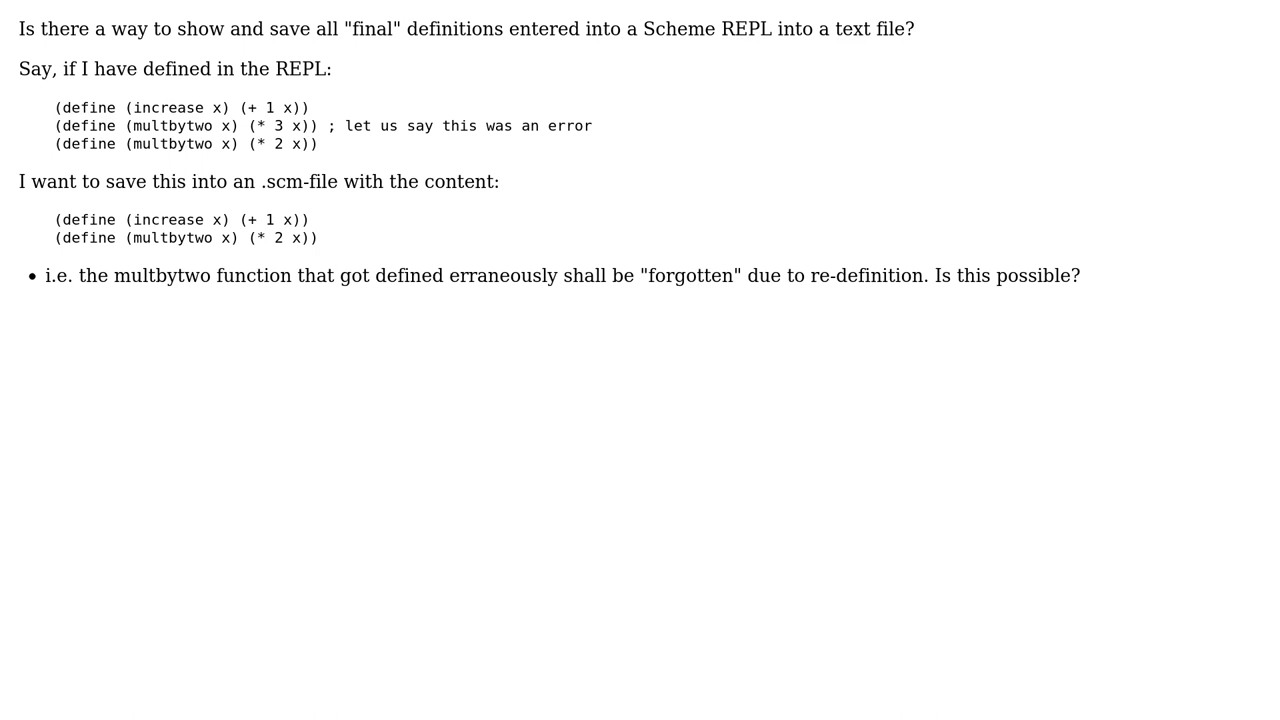 Is there a way to show and save all "final" definitions entered into a Scheme REPL into a text file?
Say, if I have defined in the REPL:
(define (increase x) (+ 1 x))
(define (multbytwo x) (* 3 x)) ; let us say this was an error
(define (multbytwo x) (* 2 x))
I want to save this into an .scm-file with the content:
(define (increase x) (+ 1 x))
(define (multbytwo x) (* 2 x))
• i.e. the multbytwo function that got defined erraneously shall be "forgotten" due to re-definition. Is this possible?